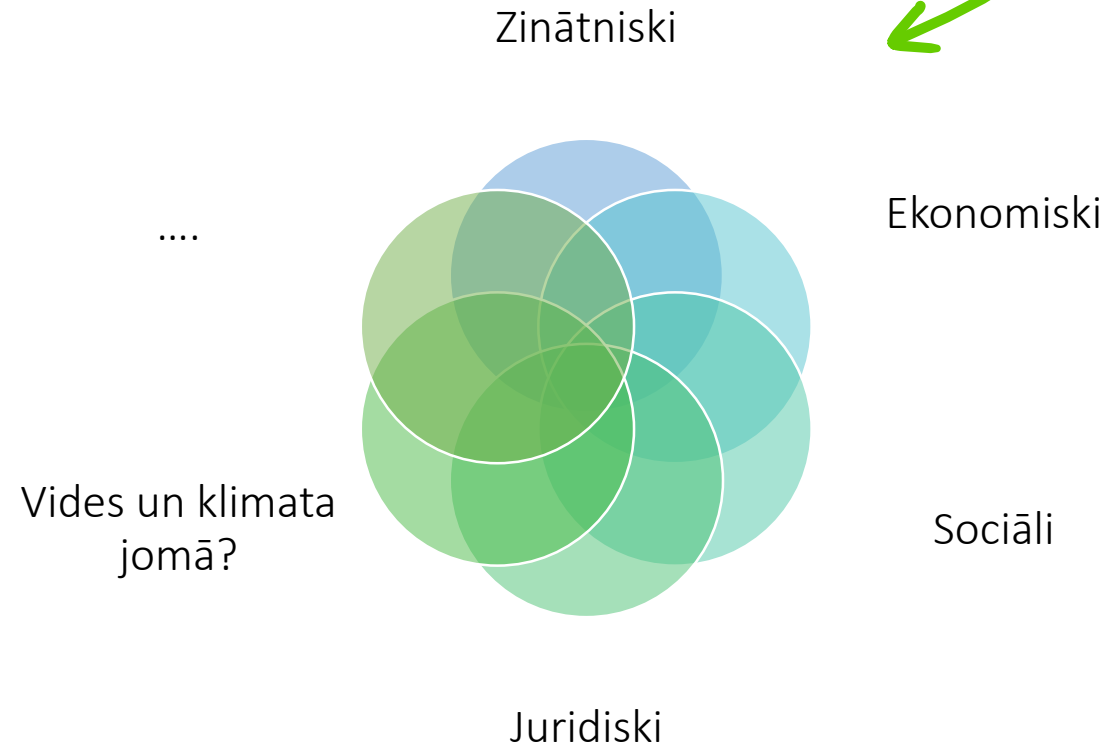 Zinātniski
Ekonomiski
....
Vides un klimata
jomā?
Sociāli
Juridiski